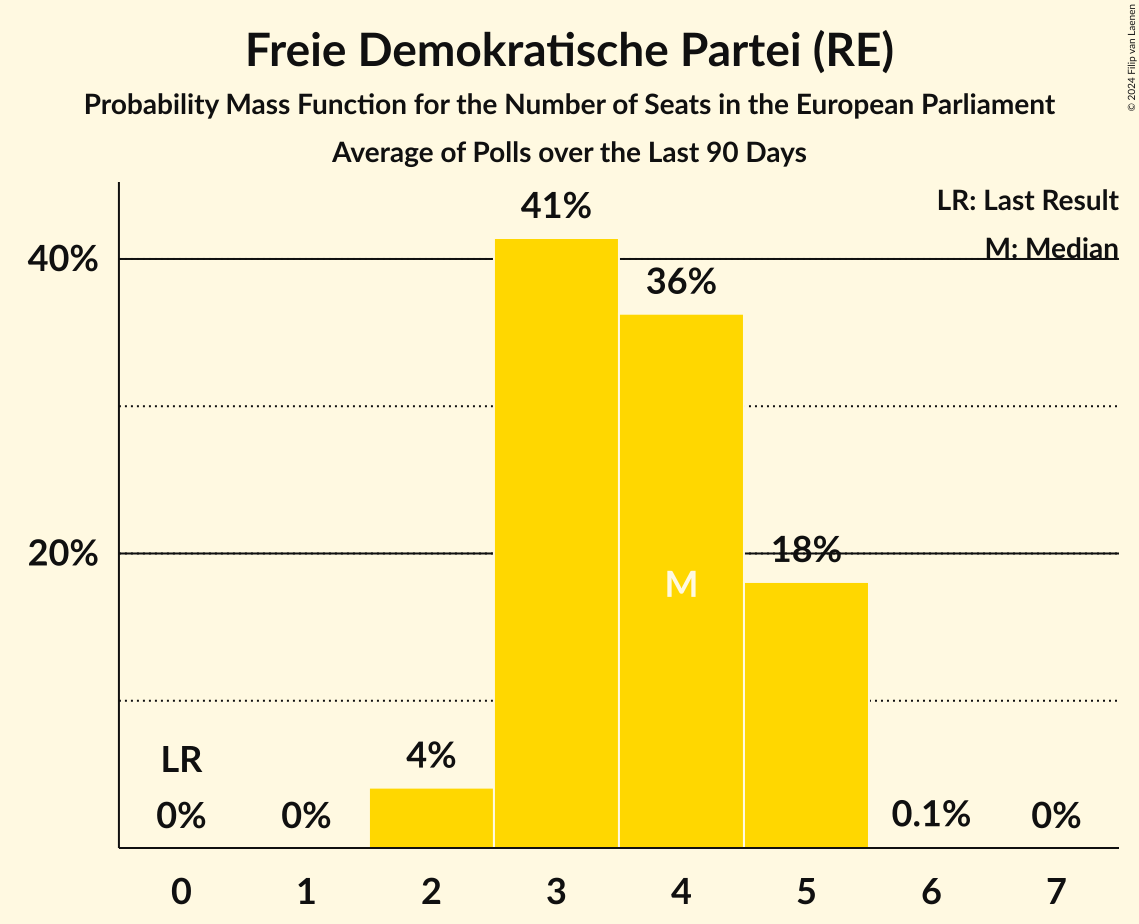 Freie Demokratische Partei (RE)
Probability Mass Function for the Number of Seats in the European Parliament
Average of Polls over the Last 90 Days
© 2024 Filip van Laenen
LR: Last Result
M: Median
41%
40%
36%
20%
18%
M
LR
4%
0%
0%
0.1%
0%
0 1 2 3 4 5 6 7